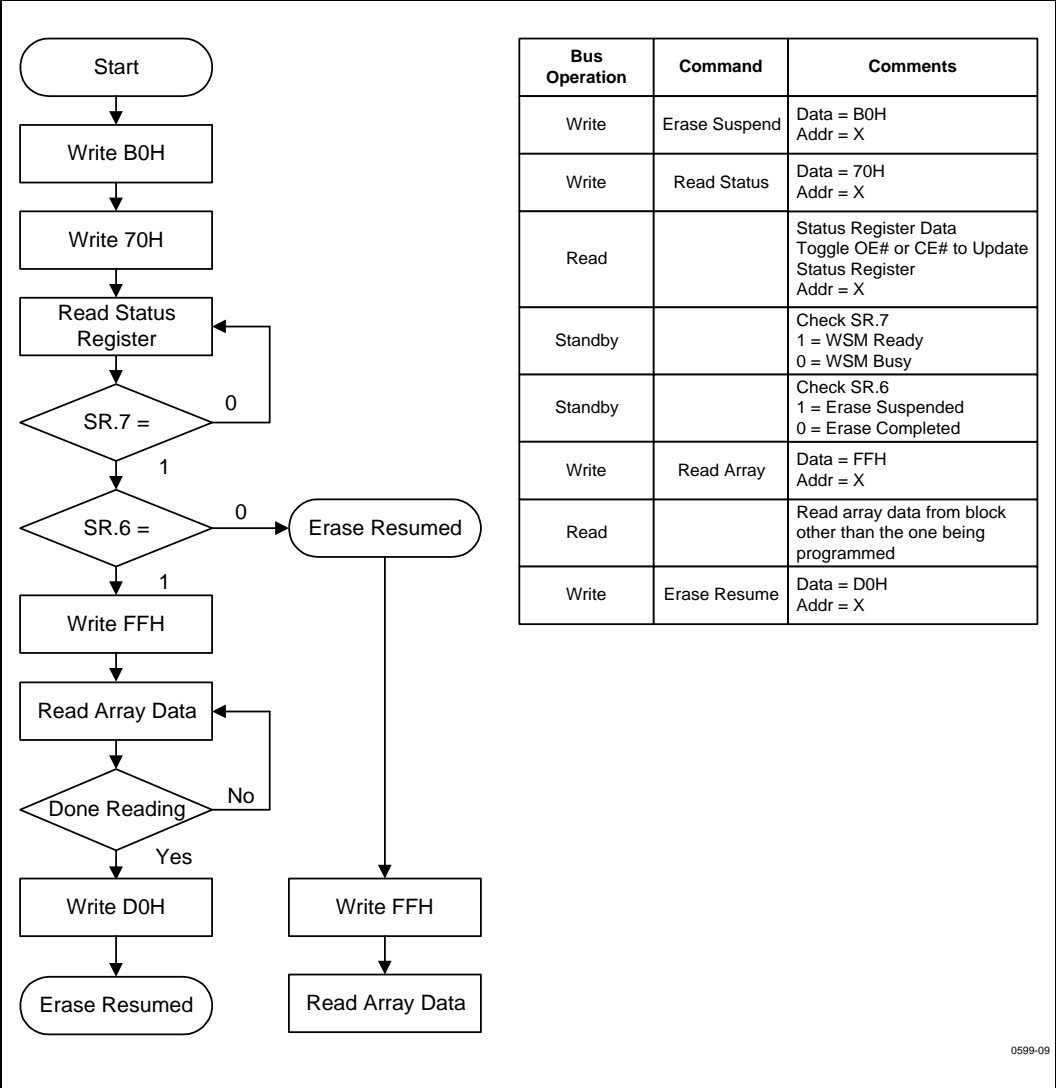 Start
Write B0H
Write 70H
Read Status
Register
SR.7 =
0
1
SR.6 =
0
Erase Resumed
1
Write FFH
Read Array Data
Done Reading
No
Yes
Write D0H
Write FFH
Erase Resumed
Read Array Data
Bus
Operation
Command
Comments
Write
Erase Suspend
Data = B0H
Addr = X
Write
Read Status
Data = 70H
Addr = X
Read
Status Register Data
Toggle OE# or CE# to Update
Status Register
Addr = X
Standby
Check SR.7
1 = WSM Ready
0 = WSM Busy
Standby
Check SR.6
1 = Erase Suspended
0 = Erase Completed
Write
Read Array
Data = FFH
Addr = X
Read
Read array data from block
other than the one being
programmed
Write
Erase Resume
Data = D0H
Addr = X
0599-09